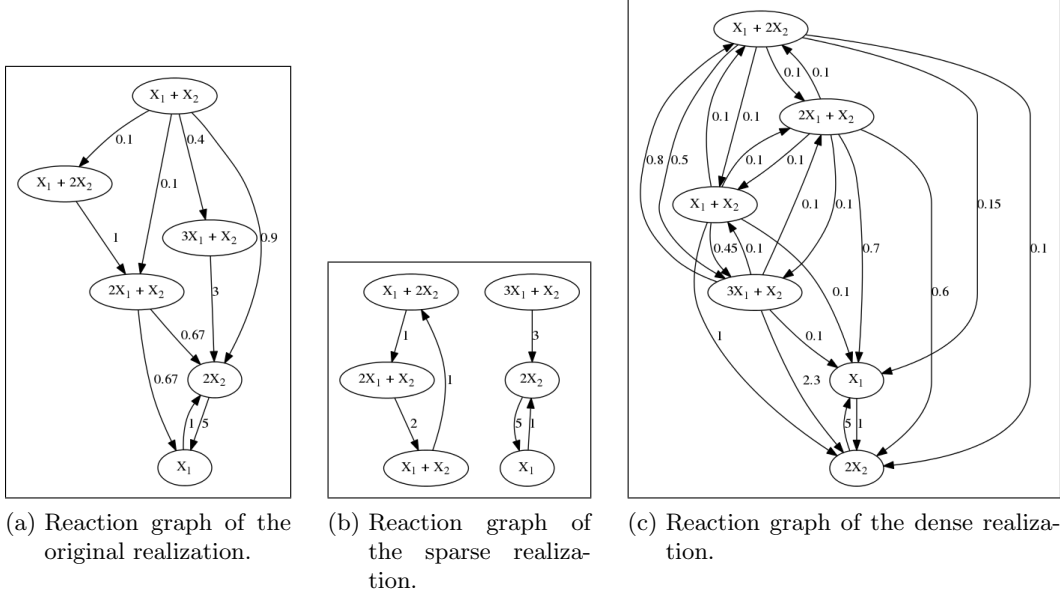 X₁ + X₂
0.1
0.4
X₁ + 2X₂
0.1
1
3X₁ + X₂
0.9
2X₁ + X₂
3
0.67
0.67
2X₂
1
5
X₁
(a) Reaction graph of the
original realization.
X₁ + 2X₂
3X₁ + X₂
1
3
2X₁ + X₂
1
2X₂
2
5
1
X₁ + X₂
X₁
(b) Reaction graph of
the sparse realiza-
tion.
X₁ + 2X₂
0.1
0.1
2X₁ + X₂
0.1
0.1
0.8
0.5
0.1
0.1
X₁ + X₂
0.1
0.1
0.15
0.45
0.1
0.7
0.1
3X₁ + X₂
0.1
0.6
1
0.1
2.3
X₁
5
1
2X₂
(c) Reaction graph of the dense realiza-
tion.